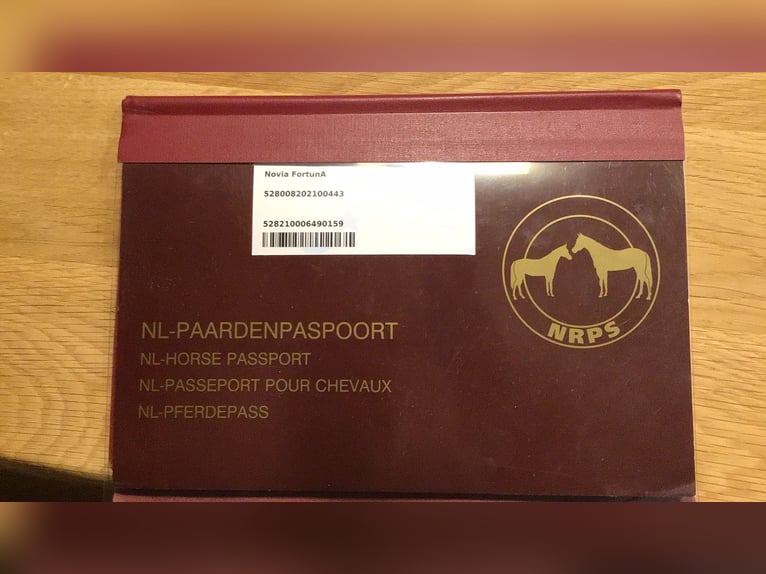 Novia FortunA
528008202100443
528210006490159
NRPS
NL-PAARDENPASPOORT
NL-HORSE PASSPORT
NL-PASSEPORT POUR CHEVAUX
NL-PFERDEPASS